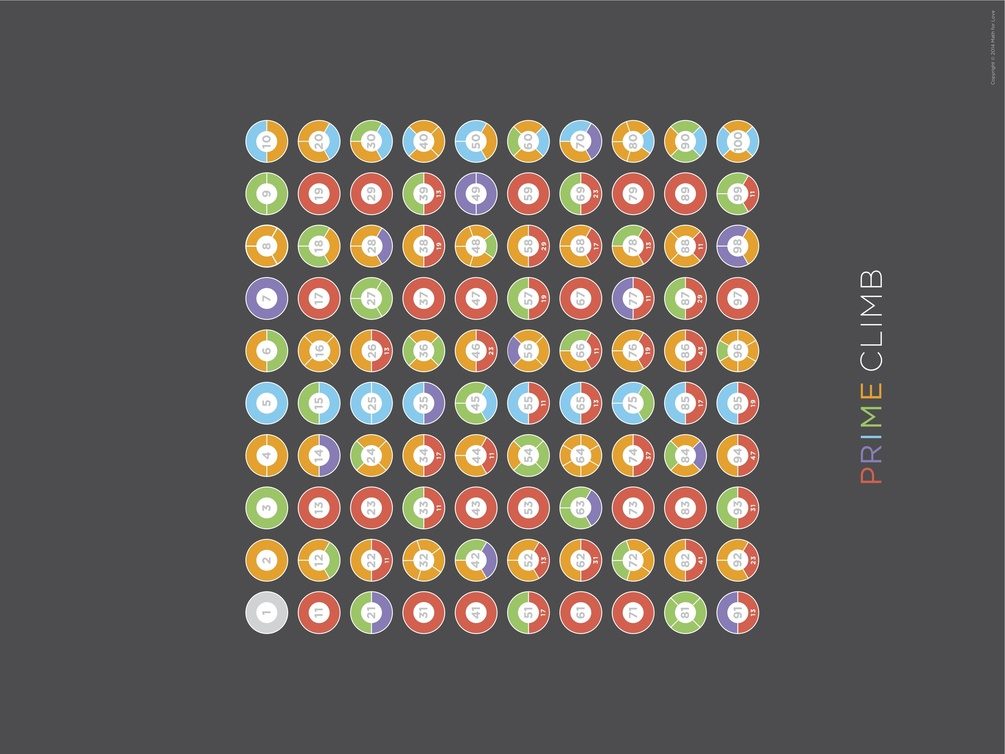 1 2 3 4 5 6 7 8 9 10
11 12 13 14 15 16 17 18 19 20
21 22 23 24 25 26 27 28 29 30
11 13
31 32 33 34 35 36 37 38 39 40
11 17 19 13
41 42 43 44 45 46 47 48 49 50
11 23
51 52 53 54 55 56 57 58 59 60
17 13 11 19 29
61 62 63 64 65 66 67 68 69 70
31 13 11 17 23
71 72 73 74 75 76 77 78 79 80
37 19 11 13
81 82 83 84 85 86 87 88 89 90
41 17 43 29 11
91 92 93 94 95 96 97 98 99 100
13 23 31 47 19 11
PRIME CLIMB
Copyright © 2014 Math for Love